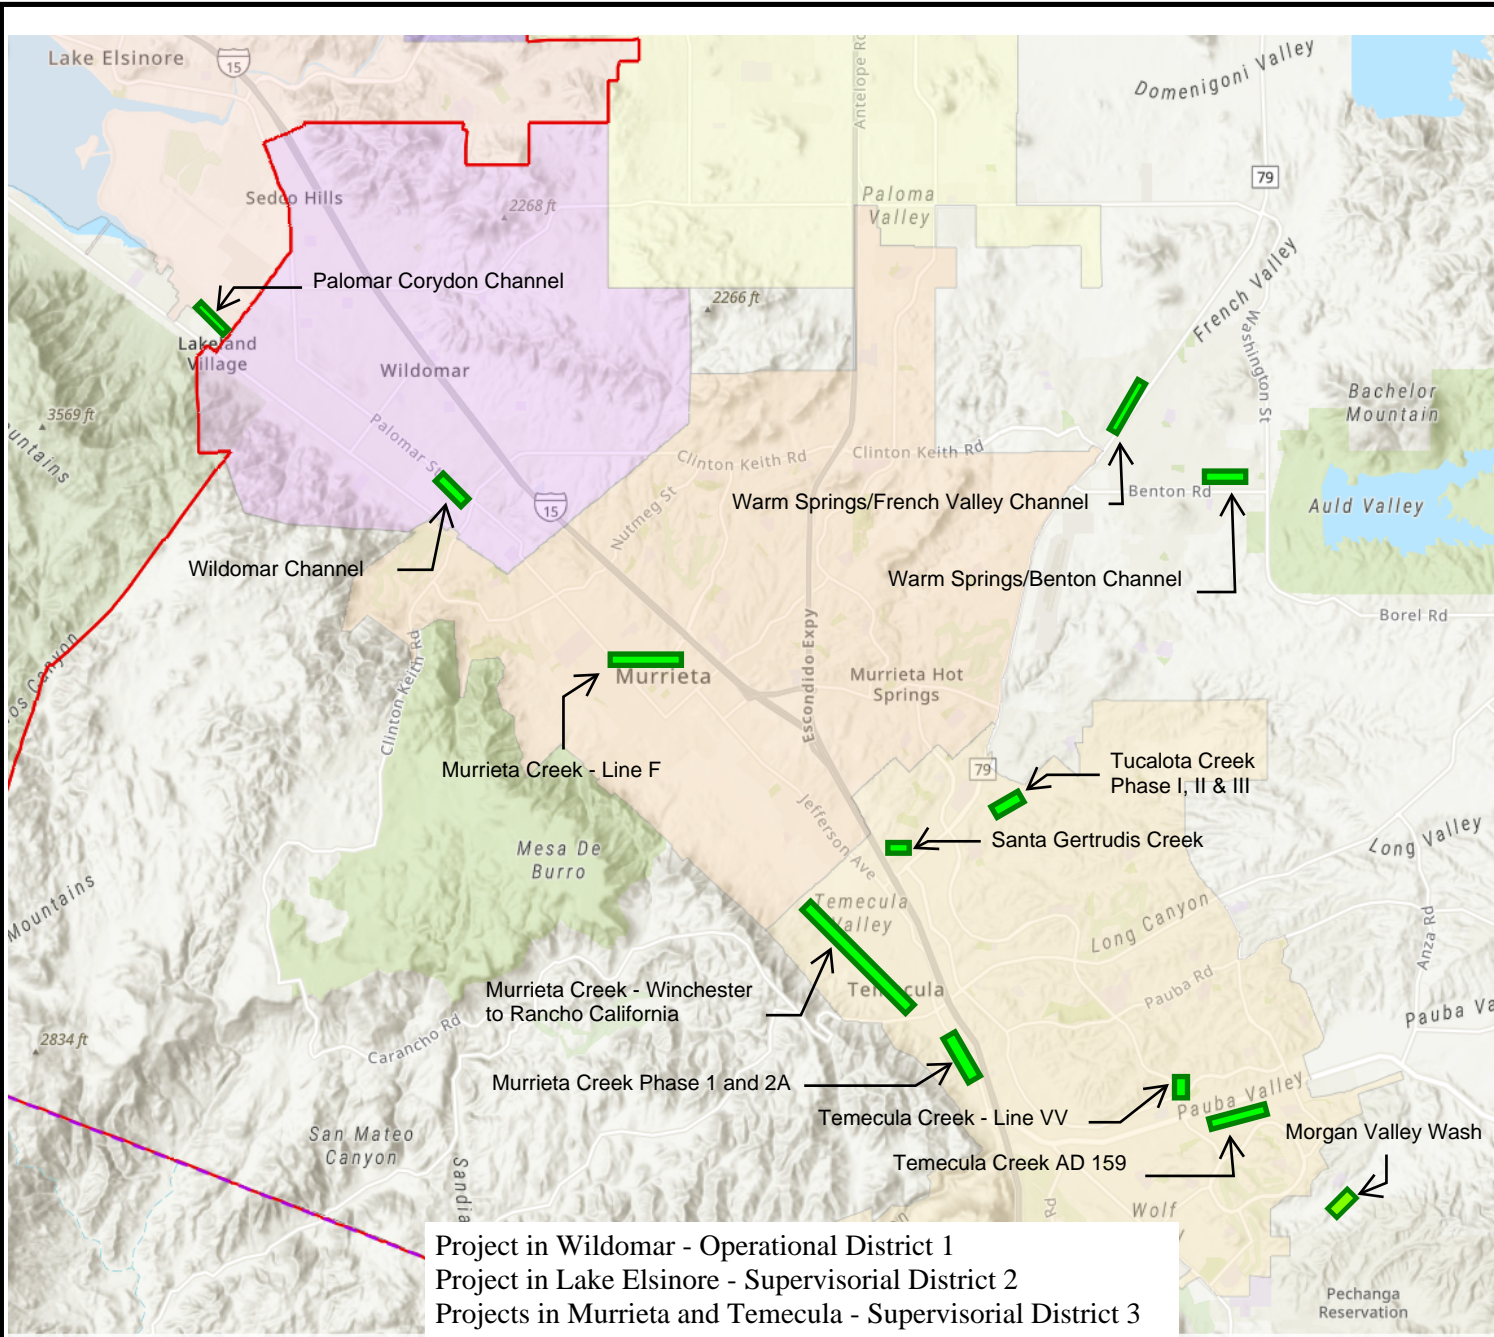 Lake Elsinore
15
Antelope Rd
Domenigoni Valley
79
Sedco Hills
2268 ft
Paloma
Valley
French Valley
Palomar Corydon Channel
2266 ft
Washington St
Lakeland
Village
Wildomar
Bachelor
Mountain
3569 ft
Palomar St
Clinton Keith Rd
Clinton Keith Rd
15
Nutmeg St
Warm Springs/French Valley Channel
Benton Rd
Auld Valley
Wildomar Channel
Warm Springs/Benton Channel
Borel Rd
Clinton Keith Rd
Escondido Expy
Murrieta
Murrieta Hot
Springs
Murrieta Creek - Line F
79
Tucalota Creek
Phase I, II & III
Jefferson Ave
Santa Gertrudis Creek
Long Valley
Mesa De
Burro
Mountains
Temecula
Valley
Long Canyon
Anza Rd
Murrieta Creek - Winchester
to Rancho California
Temecula
Pauba Rd
Pauba Va
Carancho Rd
2834 ft
Murrieta Creek Phase 1 and 2A
Temecula Creek - Line VV
Pauba Valley
San Mateo
Canyon
Morgan Valley Wash
Temecula Creek AD 159
Sandia
Rd
Wolf
Project in Wildomar - Operational District 1
Project in Lake Elsinore - Supervisorial District 2
Projects in Murrieta and Temecula - Supervisorial District 3
Pechanga
Reservation